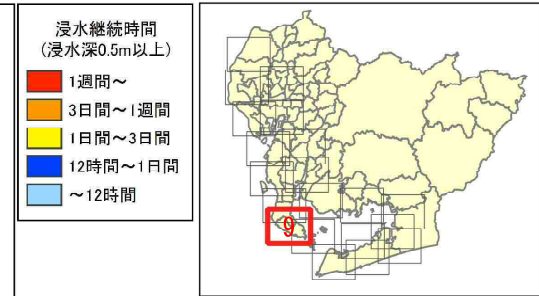 浸水継続時間
(浸水深0.5m以上)
1週間～
3日間～1週間
1日間～3日間
12時間～1日間
～12時間
9